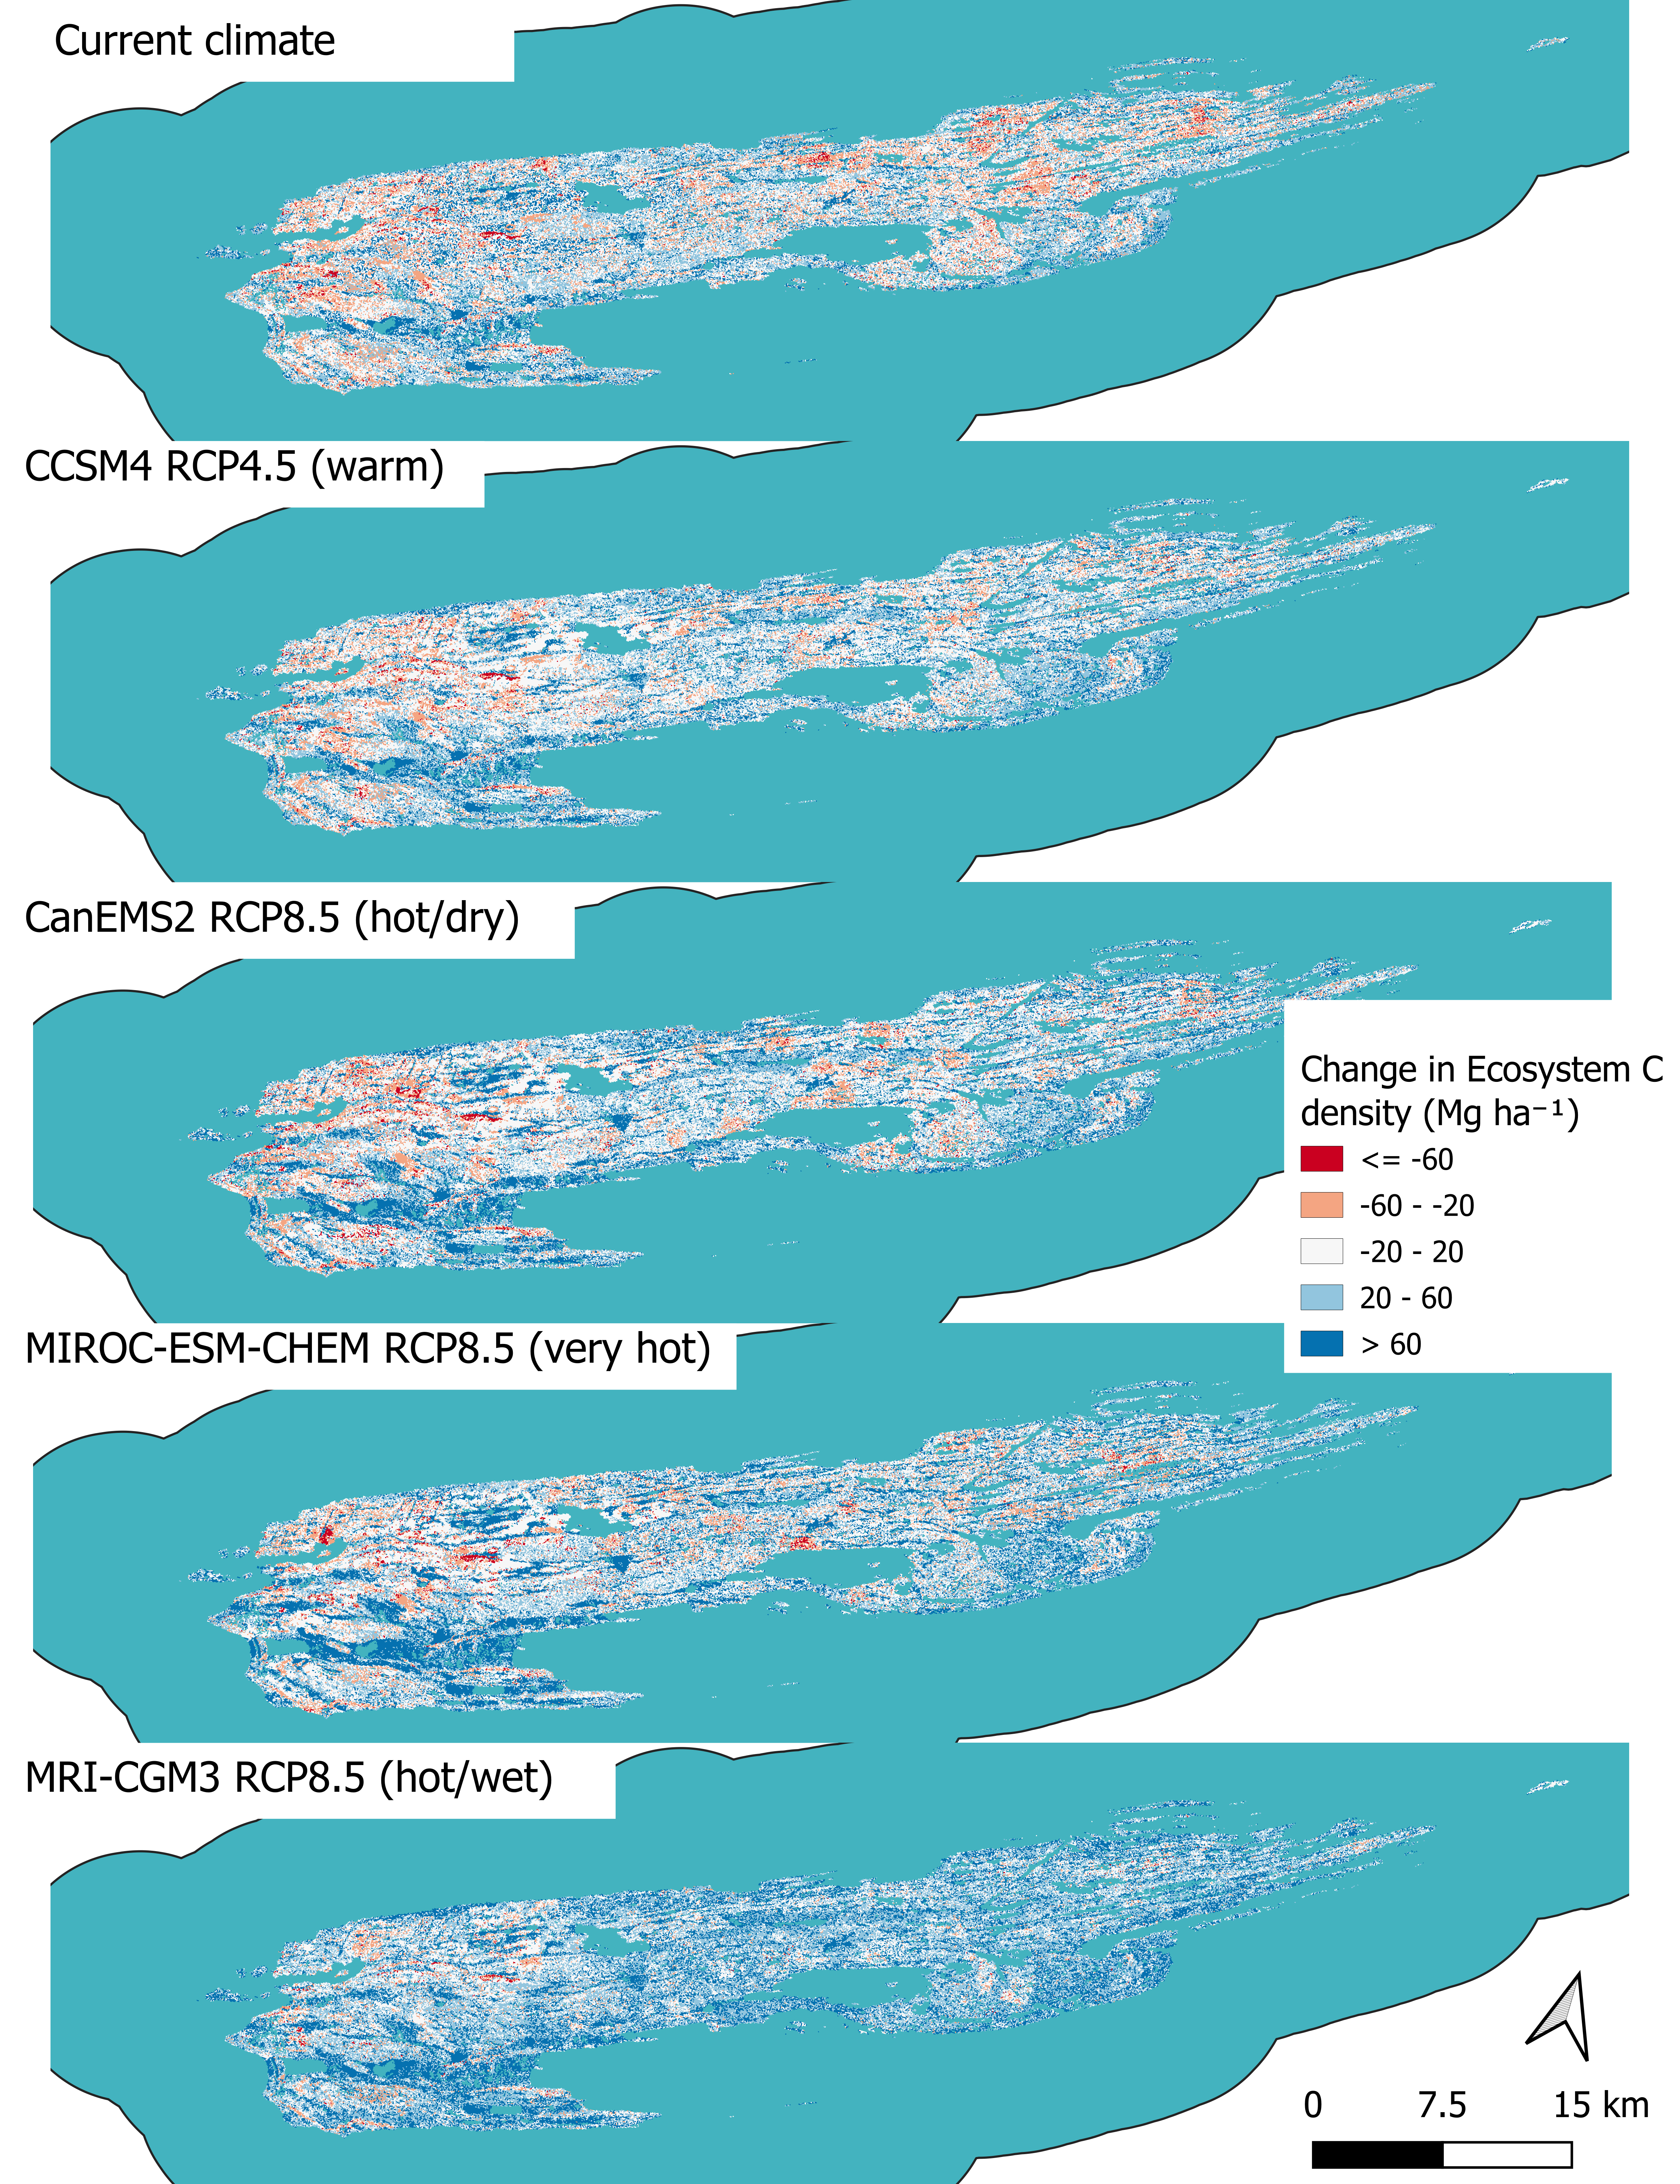 Current climate
CCSM4 RCP4.5 (warm)
CanEMS2 RCP8.5 (hot/dry)
Change in Ecosystem C
density (Mg ha⁻¹)
<= -60
-60 - -20
-20 - 20
20 - 60
> 60
MIROC-ESM-CHEM RCP8.5 (very hot)
MRI-CGM3 RCP8.5 (hot/wet)
0 7.5 15 km